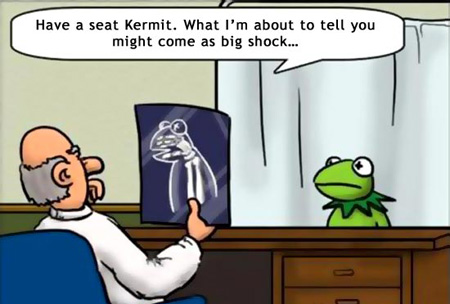 Have a seat Kermit. What I'm about to tell you
might come as big shock...